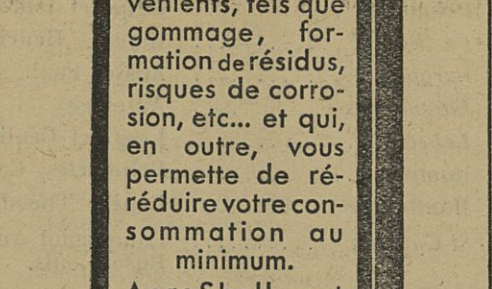 venients, tels que
gommage, for-
mation de résidus,
risques de corro-
sion, etc... et qui,
en outre, vous
permette de ré-
réduire votre con-
sommation au
minimum.